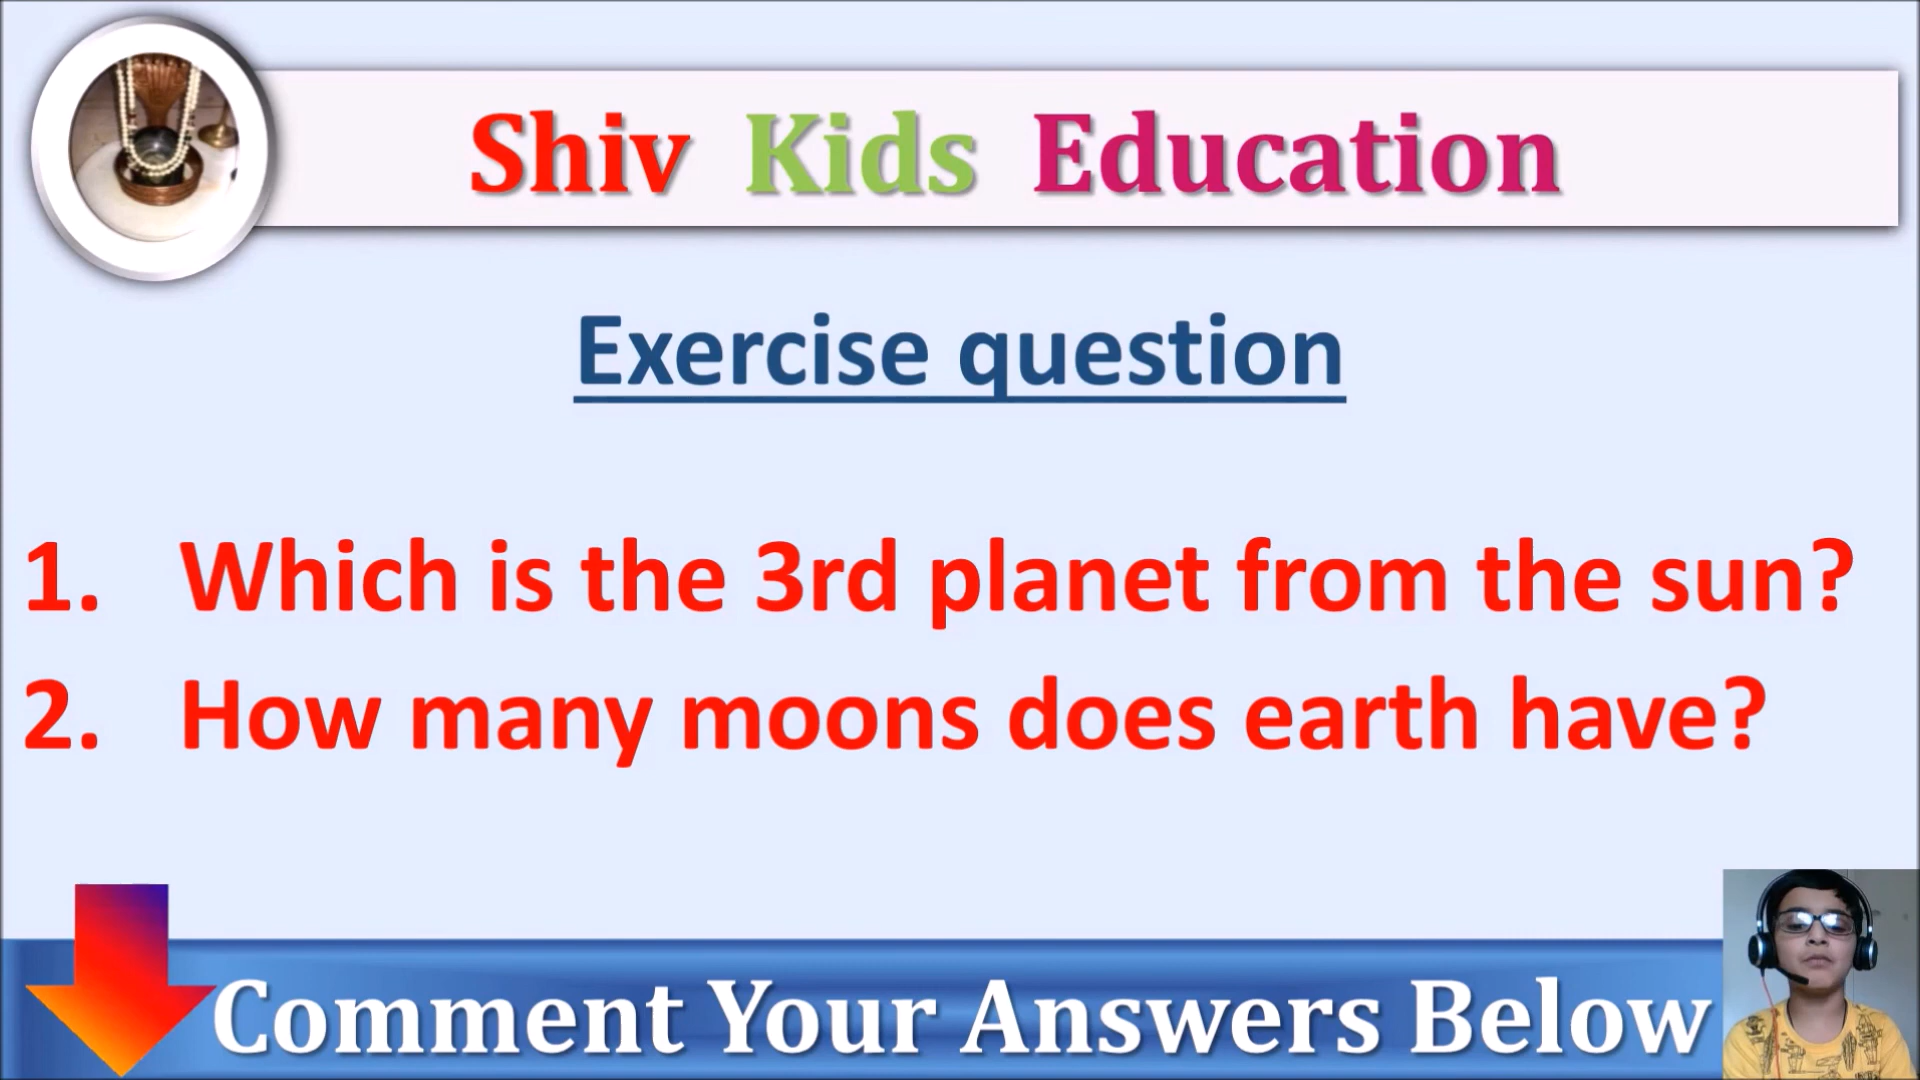 Shiv Kids Education
Exercise question
1. Which is the 3rd planet from the sun?
2. How many moons does earth have?
Comment Your Answers Below